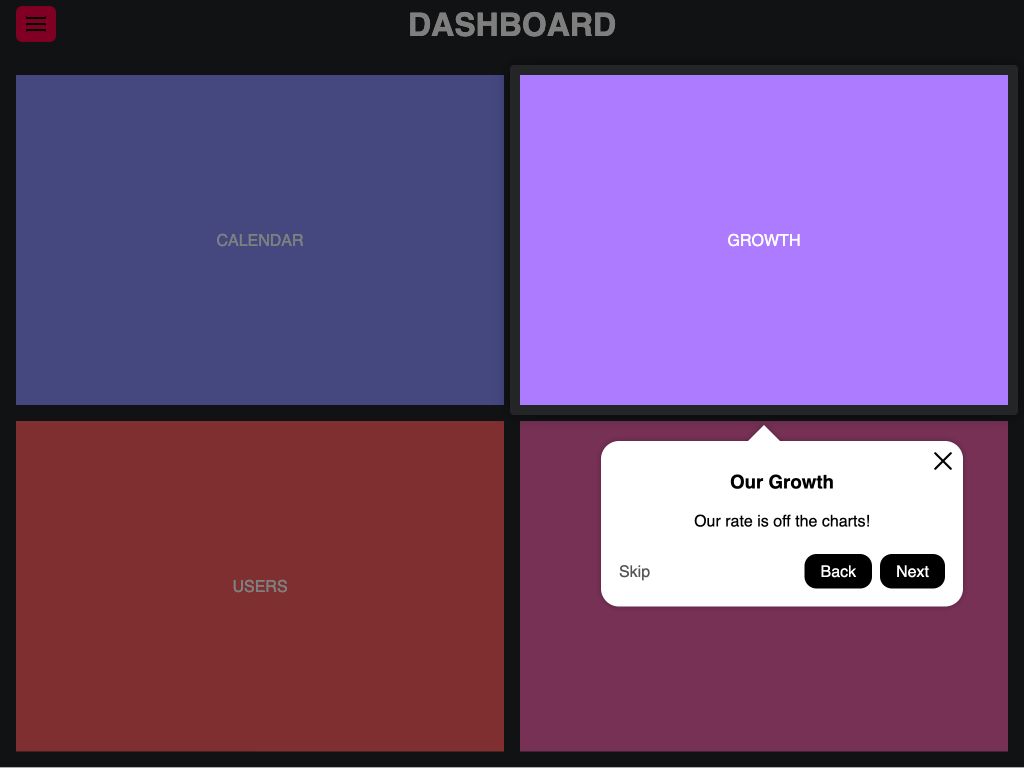 DASHBOARD
CALENDAR
GROWTH
Our Growth
Our rate is off the charts!
Skip
Back
Next
USERS